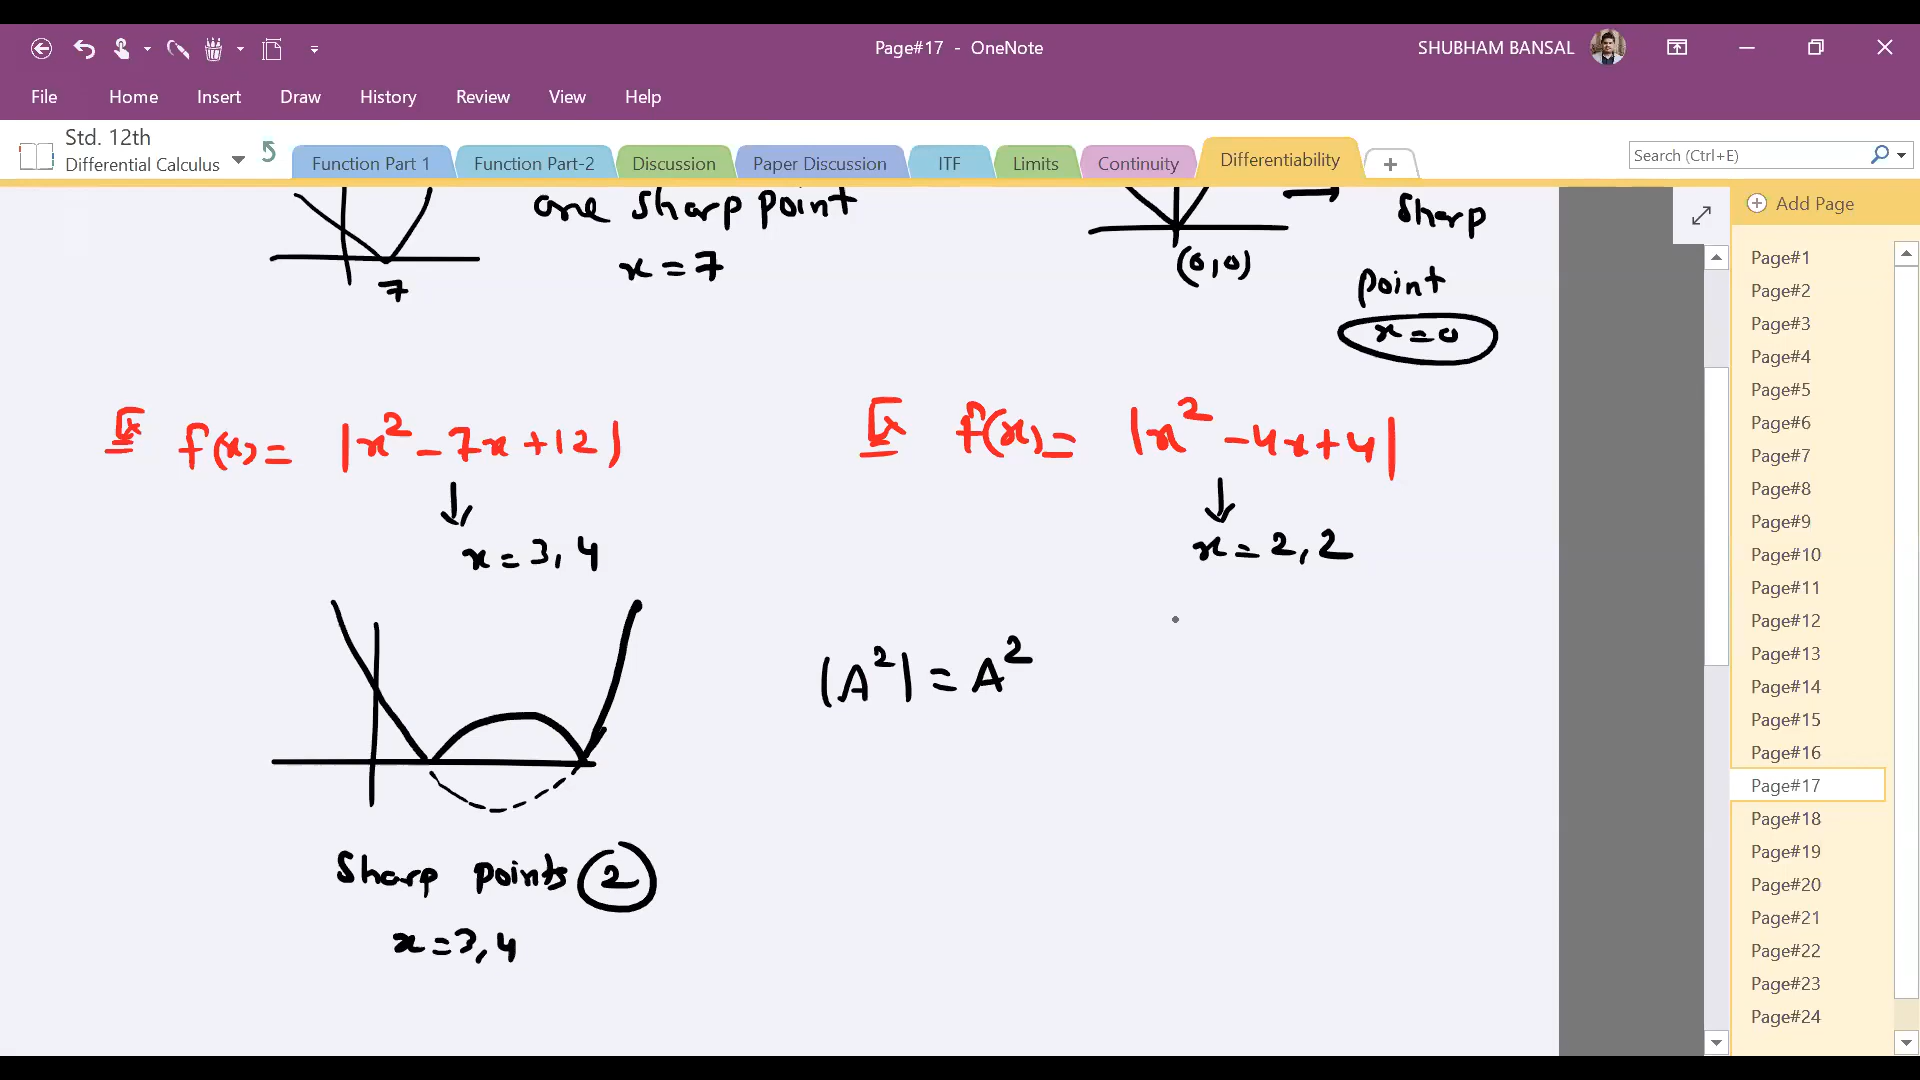 Page#17 - OneNote
SHUBHAM BANSAL
File Home Insert Draw History Review View Help
Std. 12th
Differential Calculus
Function Part 1
Function Part-2
Discussion
Paper Discussion
ITF
Limits
Continuity
Differentiability
Search (Ctrl+E)
Add Page
Page#1
Page#2
Page#3
Page#4
Page#5
Page#6
Page#7
Page#8
Page#9
Page#10
Page#11
Page#12
Page#13
Page#14
Page#15
Page#16
Page#17
Page#18
Page#19
Page#20
Page#21
Page#22
Page#23
Page#24
one sharp point
x = 7
7
(0,0)
Sharp
point
x = 0
Ex f(x) = |x² - 7x + 12|
x = 3, 4
Sharp points 2
x = 3, 4
Ex f(x) = |x² - 4x + 4|
x = 2, 2
|A²| = A²